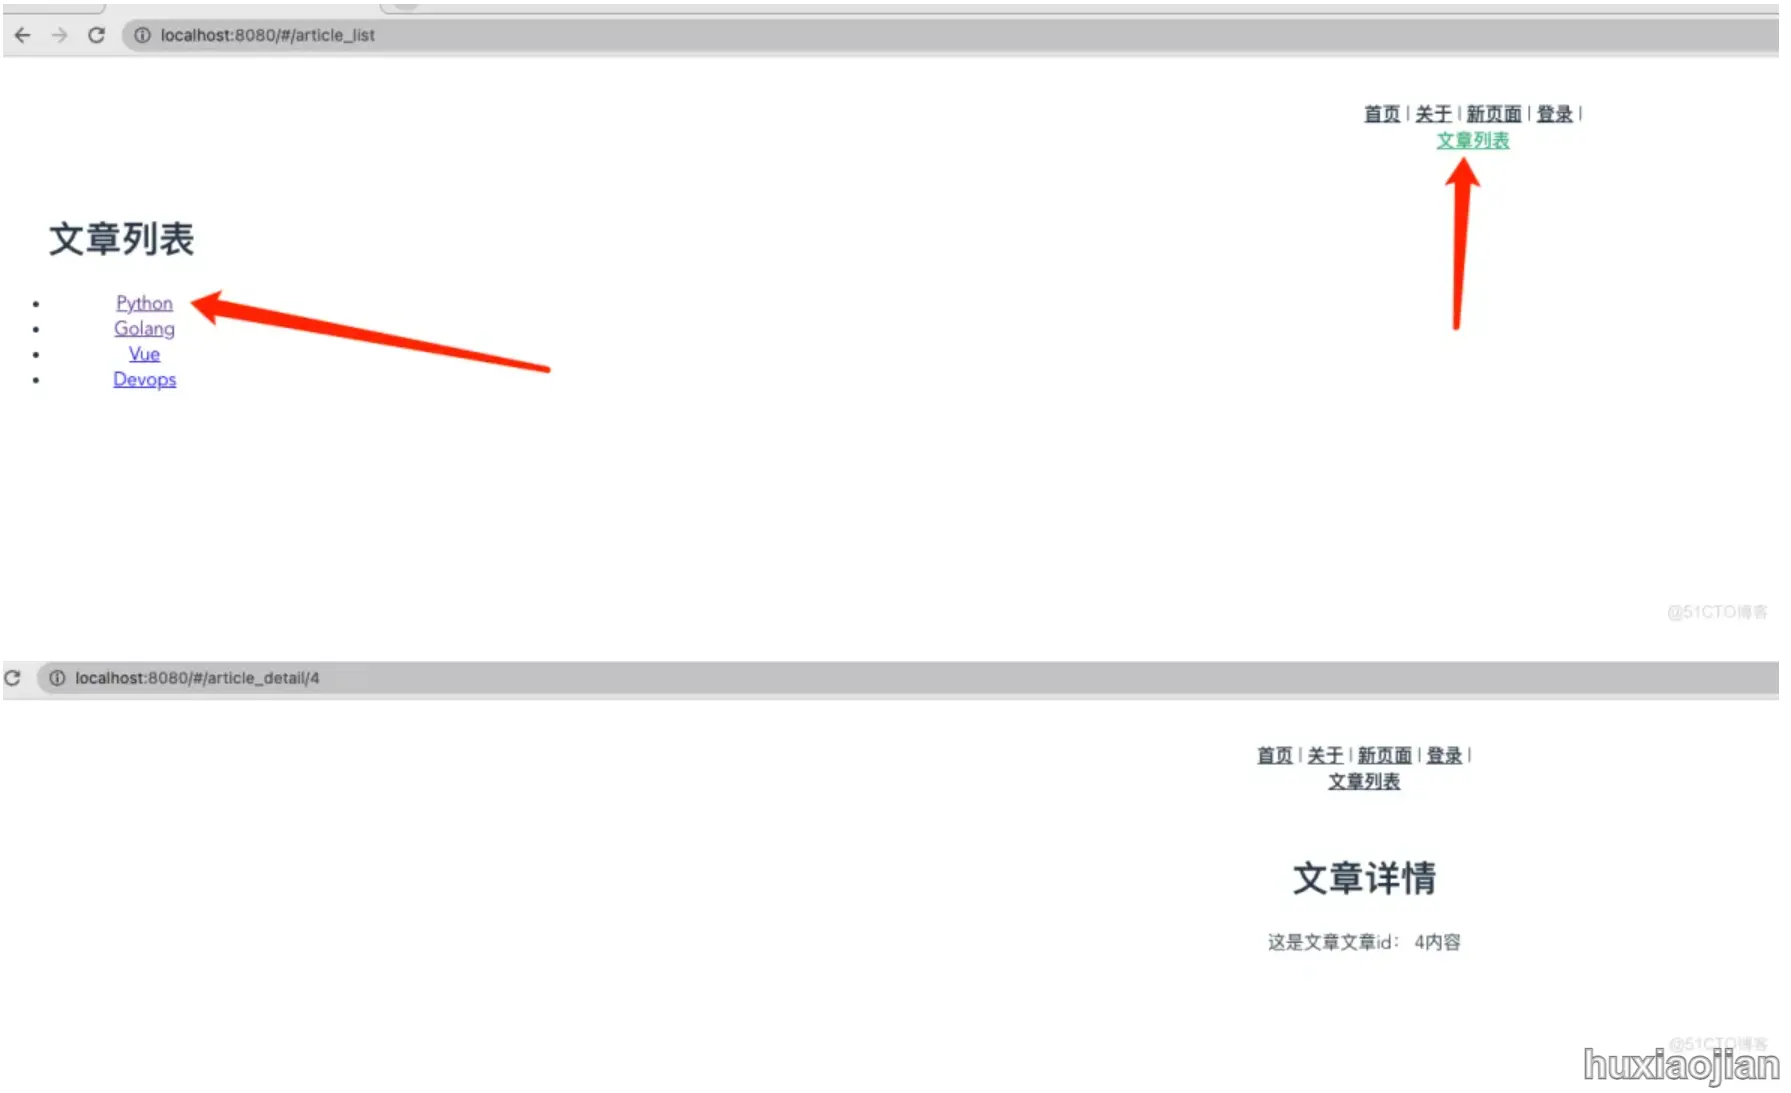 localhost:8080/#/article_list
首页 | 关于 | 新页面 | 登录 |
文章列表
文章列表
Python
Golang
Vue
Devops
@51CTO博客
localhost:8080/#/article_detail/4
首页 | 关于 | 新页面 | 登录 |
文章列表
文章详情
这是文章文章id： 4内容
@51CTO博客
huxiaojian